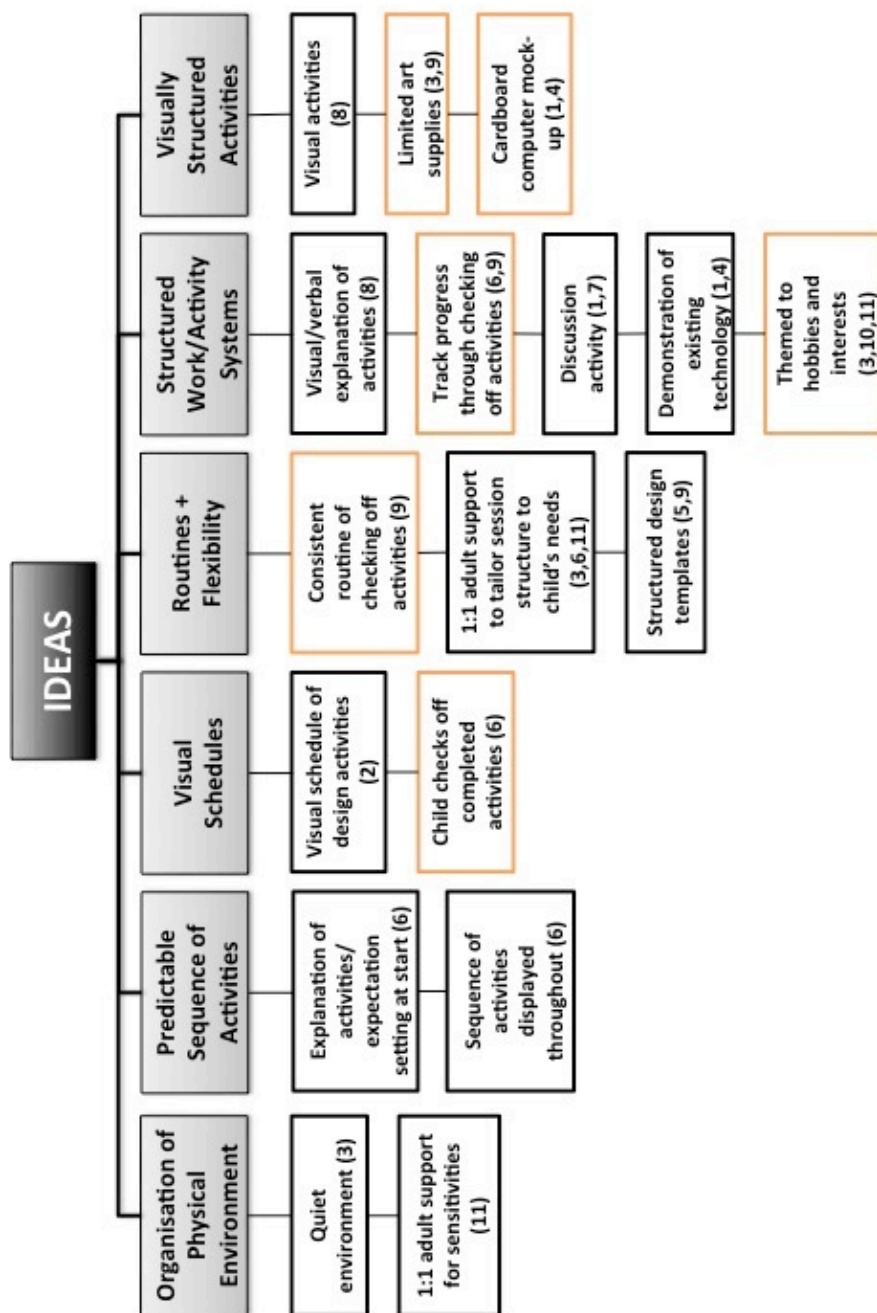 IDEAS
Organisation of
Physical
Environment
Quiet
environment (3)
1:1 adult support
for sensitivities
(11)
Predictable
Sequence of
Activities
Explanation of
activities/
expectation
setting at start (6)
Sequence of
activities
displayed
throughout (6)
Visual
Schedules
Visual schedule of
design activities
(2)
Child checks off
completed
activities (6)
Routines +
Flexibility
Consistent
routine of
checking off
activities (9)
1:1 adult support
to tailor session
structure to
child's needs
(3,6,11)
Structured design
templates (5,9)
Structured
Work/Activity
Systems
Visual/verbal
explanation of
activities (8)
Track progress
through checking
off activities (6,9)
Discussion
activity (1,7)
Demonstration of
existing
technology (1,4)
Themed to
hobbies and
interests
(3,10,11)
Visually
Structured
Activities
Visual activities
(8)
Limited art
supplies (3,9)
Cardboard
computer mock-
up (1,4)